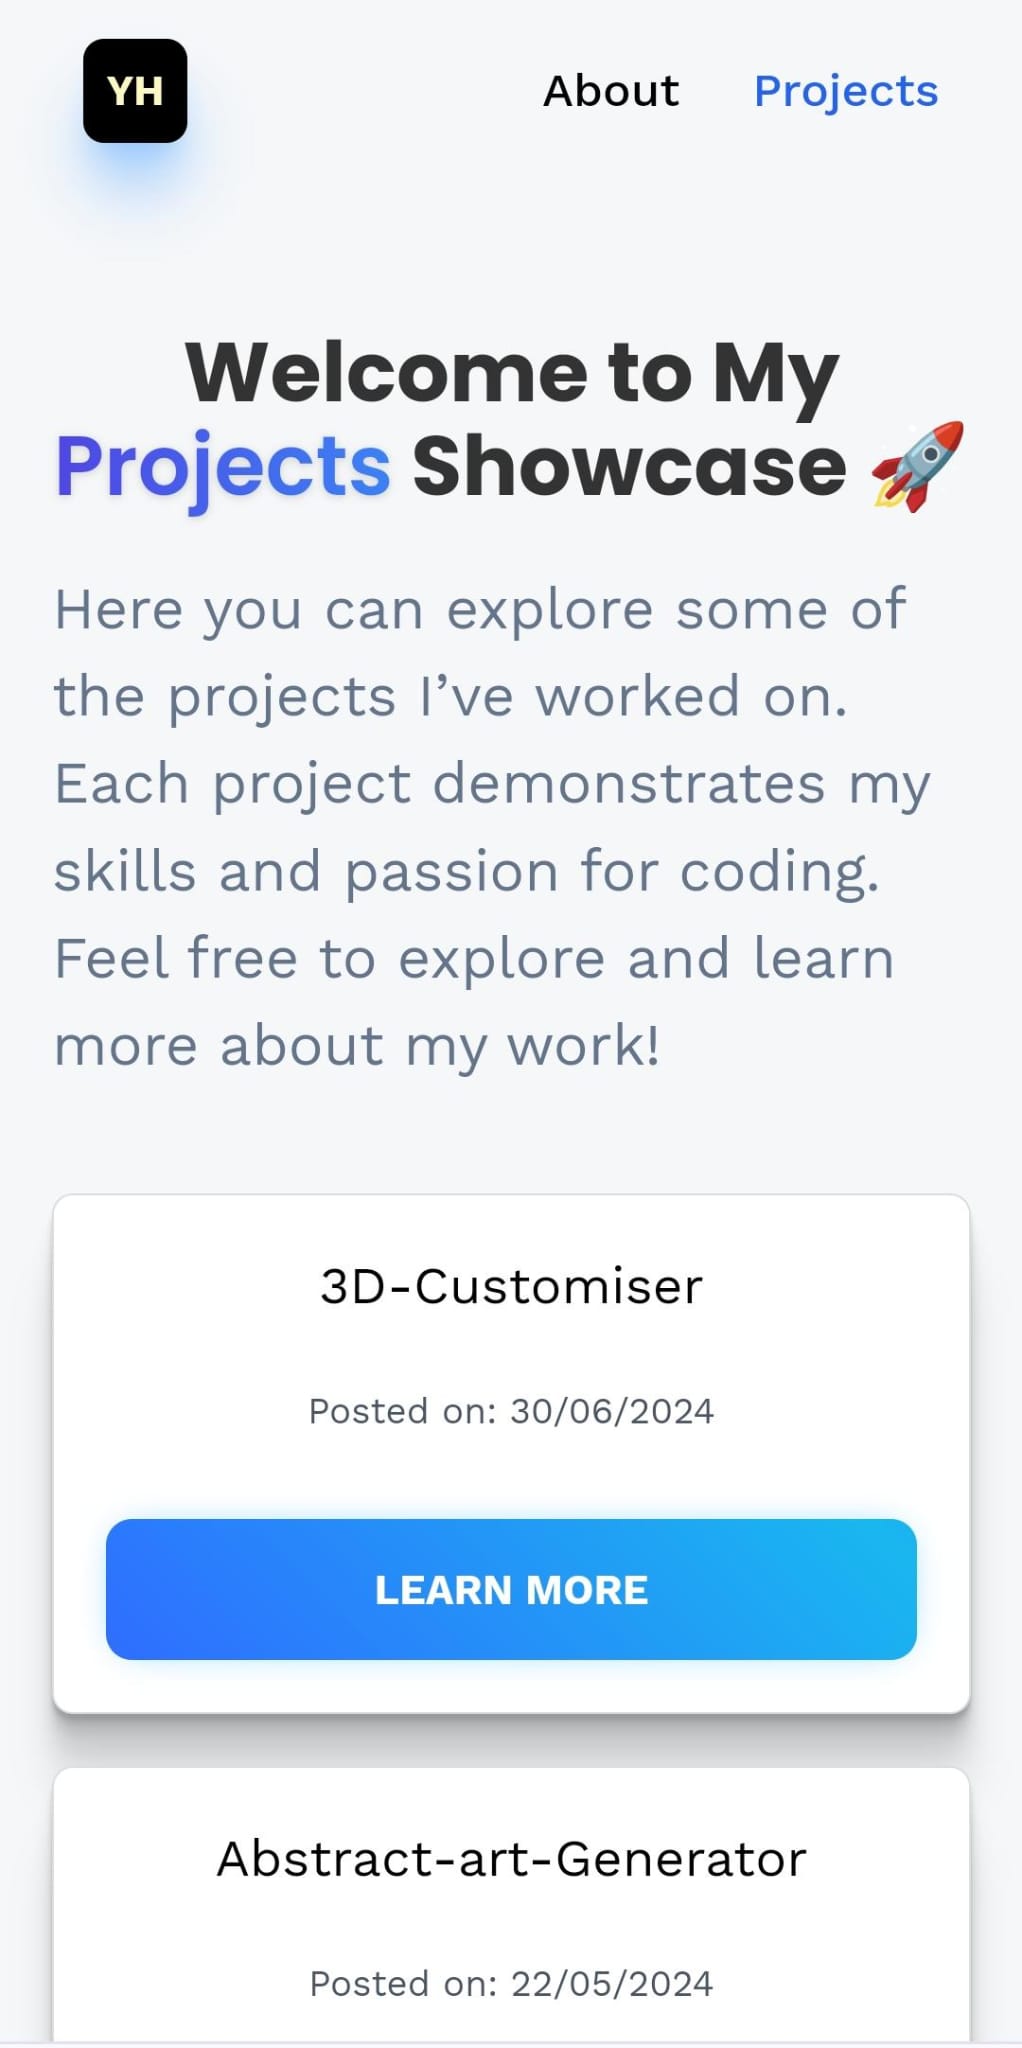 YH
About Projects
Welcome to My
Projects Showcase 🚀
Here you can explore some of
the projects I’ve worked on.
Each project demonstrates my
skills and passion for coding.
Feel free to explore and learn
more about my work!
3D-Customiser
Posted on: 30/06/2024
LEARN MORE
Abstract-art-Generator
Posted on: 22/05/2024